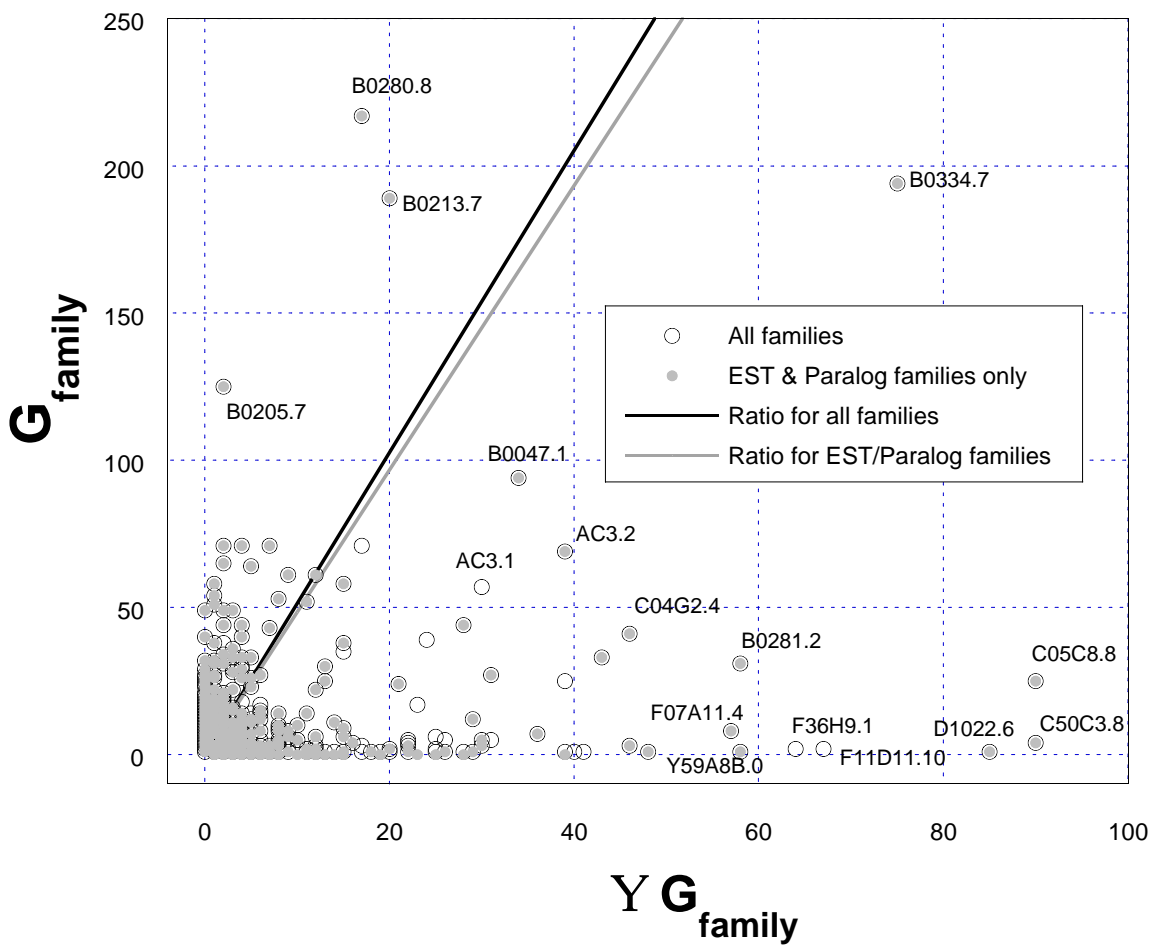 250
200
150
100
50
0
G family
B0280.8
B0213.7
B0334.7
B0205.7
All families
EST & Paralog families only
Ratio for all families
Ratio for EST/Paralog families
B0047.1
AC3.2
AC3.1
C04G2.4
B0281.2
C05C8.8
F07A11.4
F36H9.1
D1022.6
C50C3.8
Y59A8B.0
F11D11.10
0 20 40 60 80 100
Υ G family